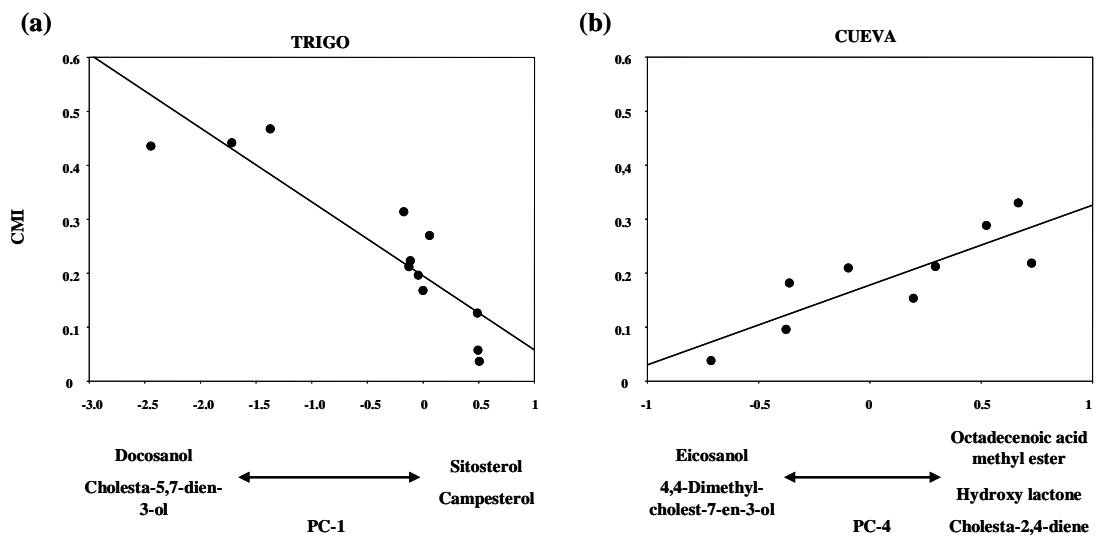 (a)
TRIGO
CMI
0.6
0.5
0.4
0.3
0.2
0.1
0
-3.0 -2.5 -2.0 -1.5 -1.0 -0.5 0 0.5 1
Docosanol
Cholesta-5,7-dien-
3-ol
Sitosterol
Campesterol
PC-1
(b)
CUEVA
0.6
0.5
0,4
0.3
0.2
0.1
0
-1 -0.5 0 0.5 1
Eicosanol
4,4-Dimethyl-
cholest-7-en-3-ol
Octadecenoic acid
methyl ester
Hydroxy lactone
Cholesta-2,4-diene
PC-4